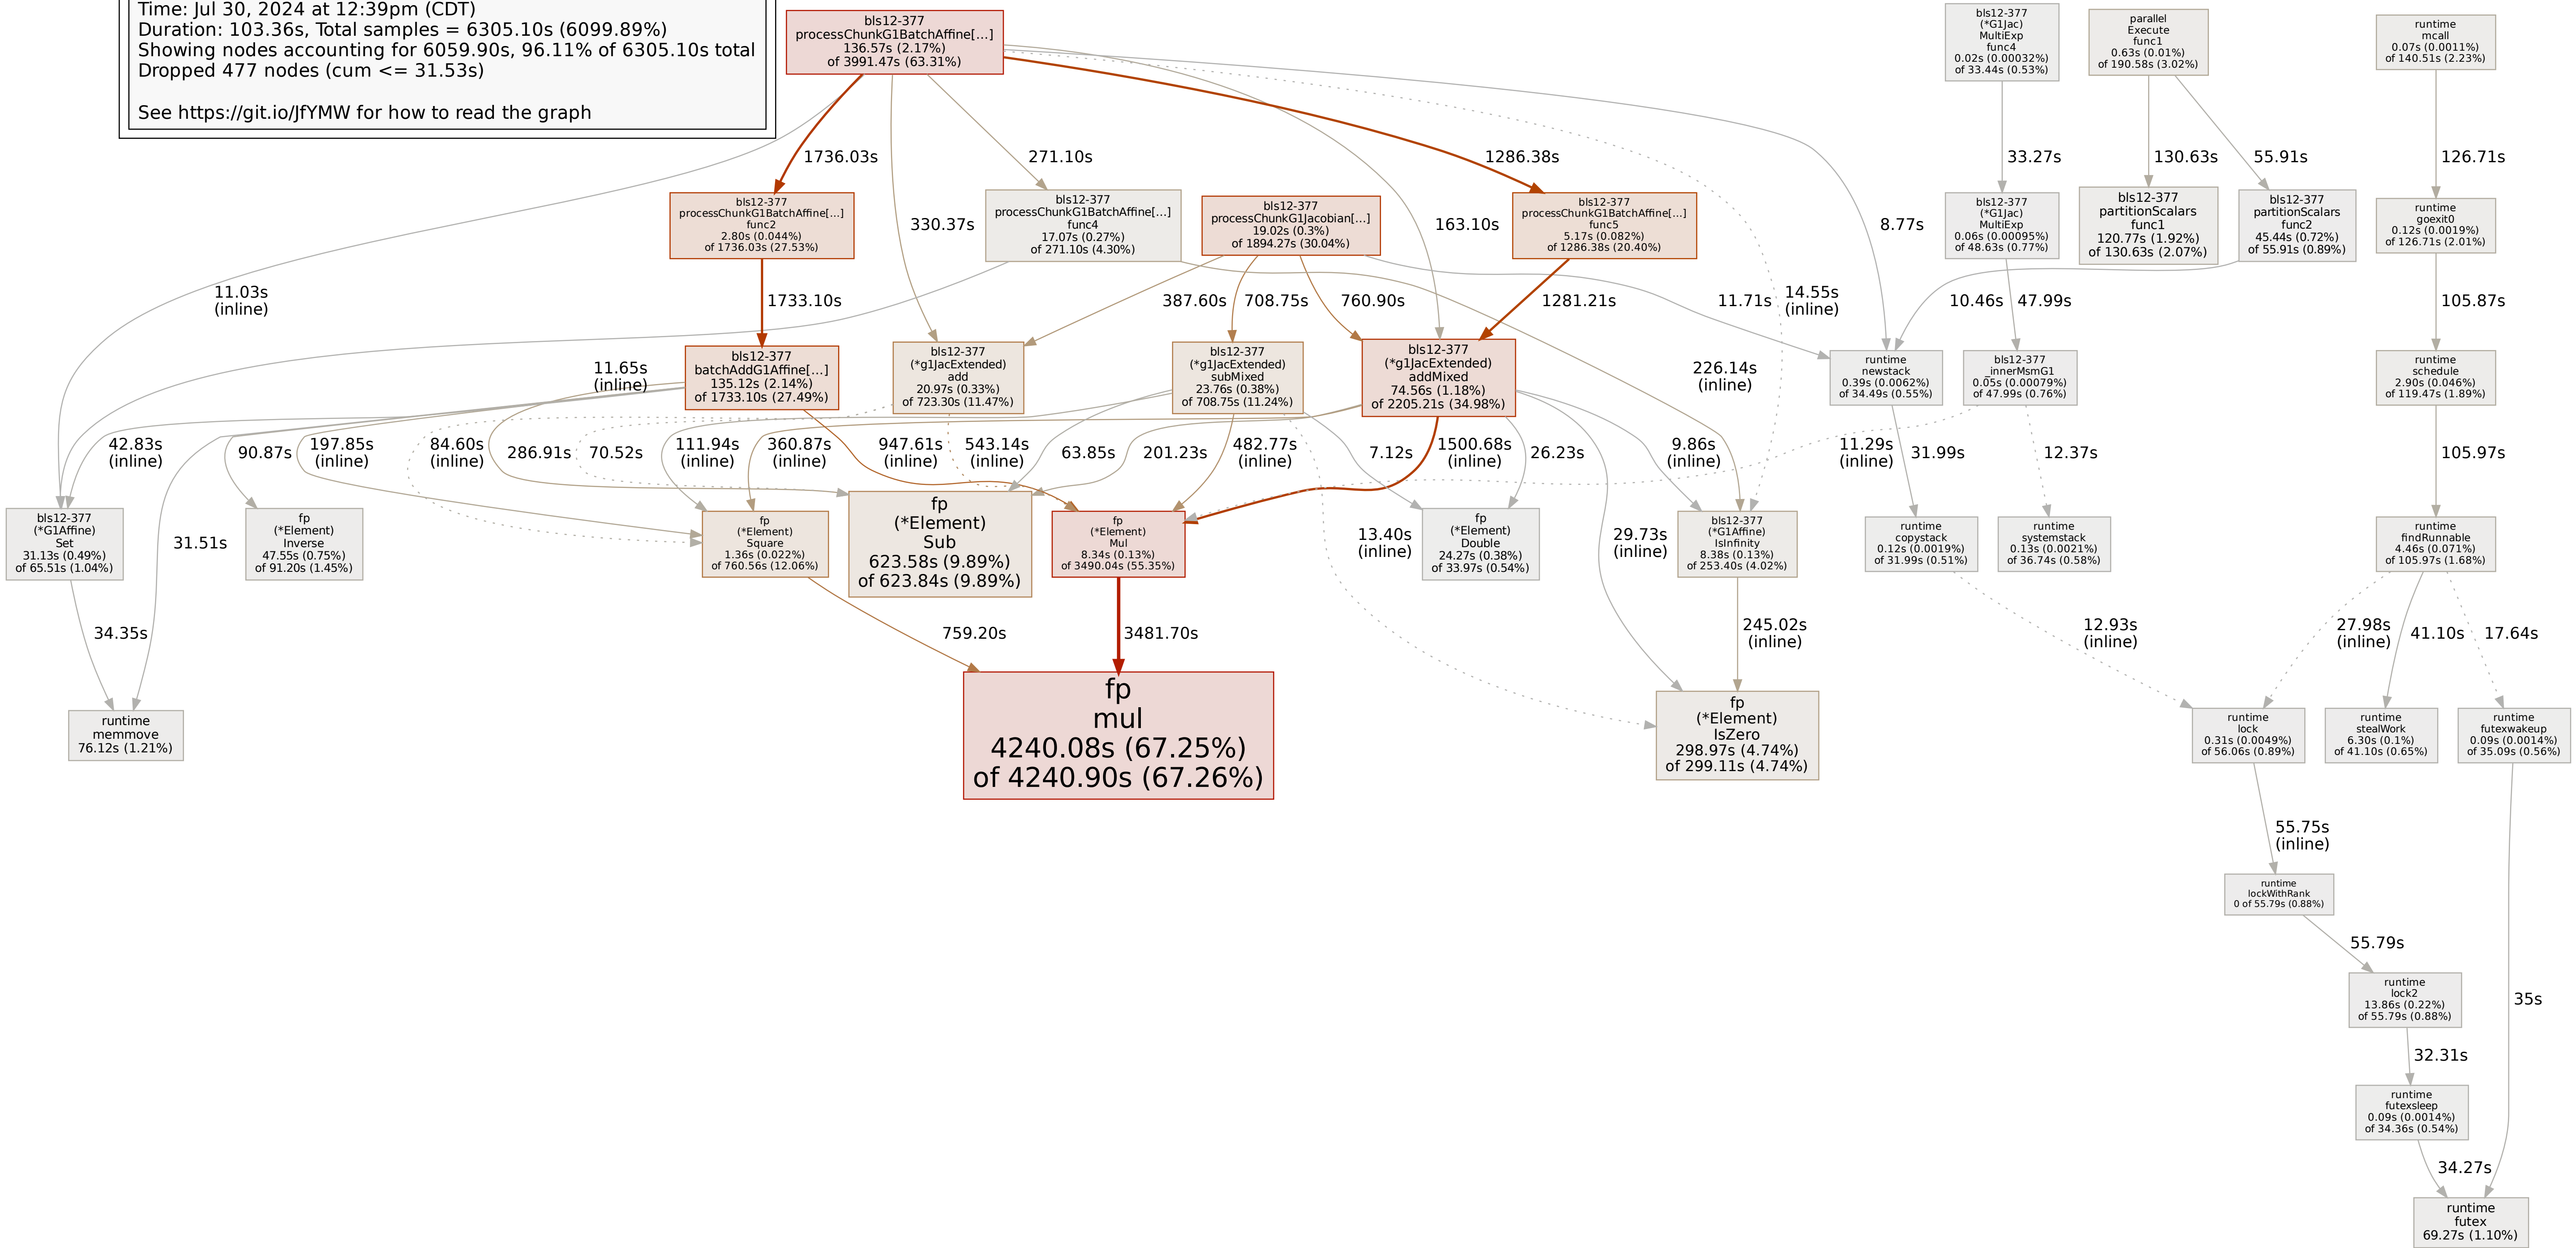 Time: Jul 30, 2024 at 12:39pm (CDT)
Duration: 103.36s, Total samples = 6305.10s (6099.89%)
Showing nodes accounting for 6059.90s, 96.11% of 6305.10s total
Dropped 477 nodes (cum <= 31.53s)
See https://git.io/JfYMW for how to read the graph
bls12-377
processChunkG1BatchAffine[…]
136.57s (2.17%)
of 3991.47s (63.31%)
bls12-377
(*G1Jac)
MultiExp
func4
0.02s (0.00032%)
of 33.44s (0.53%)
parallel
Execute
func1
0.63s (0.01%)
of 190.58s (3.02%)
runtime
mcall
0.07s (0.0011%)
of 140.51s (2.23%)
1736.03s
271.10s
1286.38s
33.27s
130.63s
55.91s
126.71s
bls12-377
processChunkG1BatchAffine[…]
func2
2.80s (0.044%)
of 1736.03s (27.53%)
330.37s
bls12-377
processChunkG1BatchAffine[…]
func4
17.07s (0.27%)
of 271.10s (4.30%)
bls12-377
processChunkG1Jacobian[…]
19.02s (0.3%)
of 1894.27s (30.04%)
163.10s
bls12-377
processChunkG1BatchAffine[…]
func5
5.17s (0.082%)
of 1286.38s (20.40%)
8.77s
bls12-377
(*G1Jac)
MultiExp
0.06s (0.00095%)
of 48.63s (0.77%)
bls12-377
partitionScalars
func1
120.77s (1.92%)
of 130.63s (2.07%)
bls12-377
partitionScalars
func2
45.44s (0.72%)
of 55.91s (0.89%)
runtime
goexit0
0.12s (0.0019%)
of 126.71s (2.01%)
11.03s
(inline)
1733.10s
387.60s
708.75s
760.90s
1281.21s
11.71s
14.55s
(inline)
10.46s
47.99s
105.87s
11.65s
(inline)
bls12-377
batchAddG1Affine[…]
135.12s (2.14%)
of 1733.10s (27.49%)
bls12-377
(*g1JacExtended)
add
20.97s (0.33%)
of 723.30s (11.47%)
bls12-377
(*g1JacExtended)
subMixed
23.76s (0.38%)
of 708.75s (11.24%)
bls12-377
(*g1JacExtended)
addMixed
74.56s (1.18%)
of 2205.21s (34.98%)
226.14s
(inline)
runtime
newstack
0.39s (0.0062%)
of 34.49s (0.55%)
bls12-377
_innerMsmG1
0.05s (0.00079%)
of 47.99s (0.76%)
runtime
schedule
2.90s (0.046%)
of 119.47s (1.89%)
42.83s
(inline)
90.87s
197.85s
(inline)
84.60s
(inline)
286.91s
70.52s
111.94s
(inline)
360.87s
(inline)
947.61s
(inline)
543.14s
(inline)
63.85s
201.23s
482.77s
(inline)
7.12s
1500.68s
(inline)
26.23s
9.86s
(inline)
11.29s
(inline)
31.99s
12.37s
105.97s
bls12-377
(*G1Affine)
Set
31.13s (0.49%)
of 65.51s (1.04%)
31.51s
fp
(*Element)
Inverse
47.55s (0.75%)
of 91.20s (1.45%)
fp
(*Element)
Square
1.36s (0.022%)
of 760.56s (12.06%)
fp
(*Element)
Sub
623.58s (9.89%)
of 623.84s (9.89%)
fp
(*Element)
Mul
8.34s (0.13%)
of 3490.04s (55.35%)
13.40s
(inline)
fp
(*Element)
Double
24.27s (0.38%)
of 33.97s (0.54%)
29.73s
(inline)
bls12-377
(*G1Affine)
IsInfinity
8.38s (0.13%)
of 253.40s (4.02%)
runtime
copystack
0.12s (0.0019%)
of 31.99s (0.51%)
runtime
systemstack
0.13s (0.0021%)
of 36.74s (0.58%)
runtime
findRunnable
4.46s (0.071%)
of 105.97s (1.68%)
34.35s
759.20s
3481.70s
245.02s
(inline)
12.93s
(inline)
27.98s
(inline)
41.10s
17.64s
runtime
memmove
76.12s (1.21%)
fp
mul
4240.08s (67.25%)
of 4240.90s (67.26%)
fp
(*Element)
IsZero
298.97s (4.74%)
of 299.11s (4.74%)
runtime
lock
0.31s (0.0049%)
of 56.06s (0.89%)
runtime
stealWork
6.30s (0.1%)
of 41.10s (0.65%)
runtime
futexwakeup
0.09s (0.0014%)
of 35.09s (0.56%)
55.75s
(inline)
runtime
lockWithRank
0 of 55.79s (0.88%)
55.79s
runtime
lock2
13.86s (0.22%)
of 55.79s (0.88%)
35s
32.31s
runtime
futexsleep
0.09s (0.0014%)
of 34.36s (0.54%)
34.27s
runtime
futex
69.27s (1.10%)